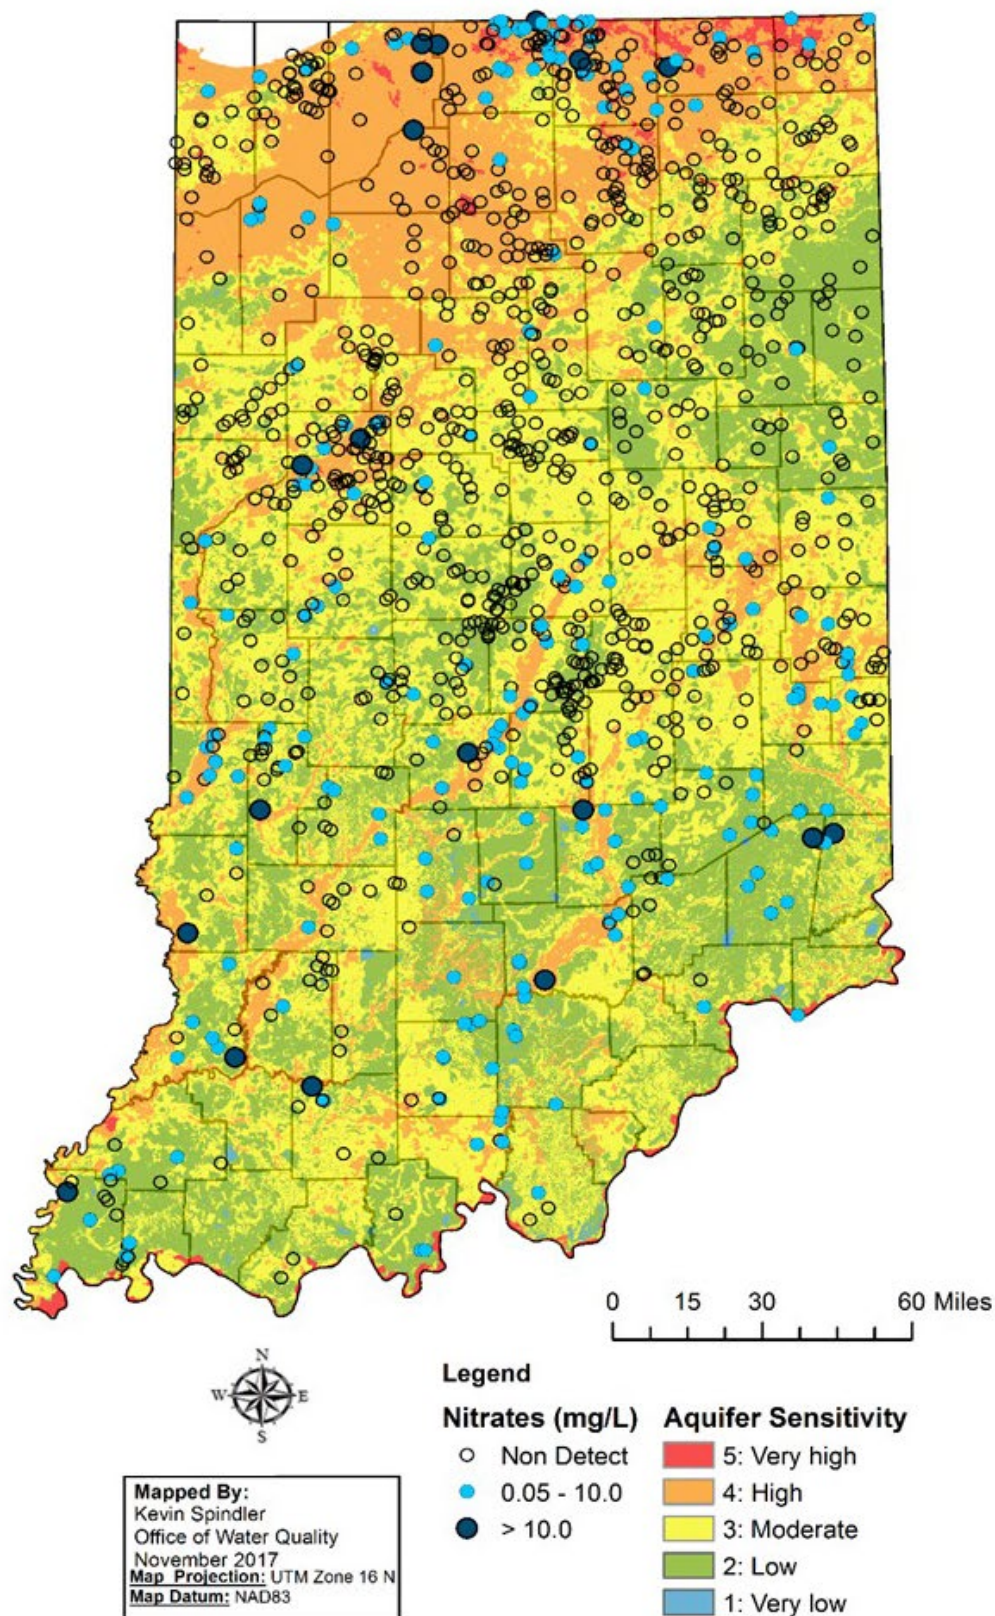 0 15 30 60 Miles
N
W E
S
Legend
Nitrates (mg/L)
Non Detect
0.05 - 10.0
> 10.0
Aquifer Sensitivity
5: Very high
4: High
3: Moderate
2: Low
1: Very low
Mapped By:
Kevin Spindler
Office of Water Quality
November 2017
Map Projection: UTM Zone 16 N
Map Datum: NAD83